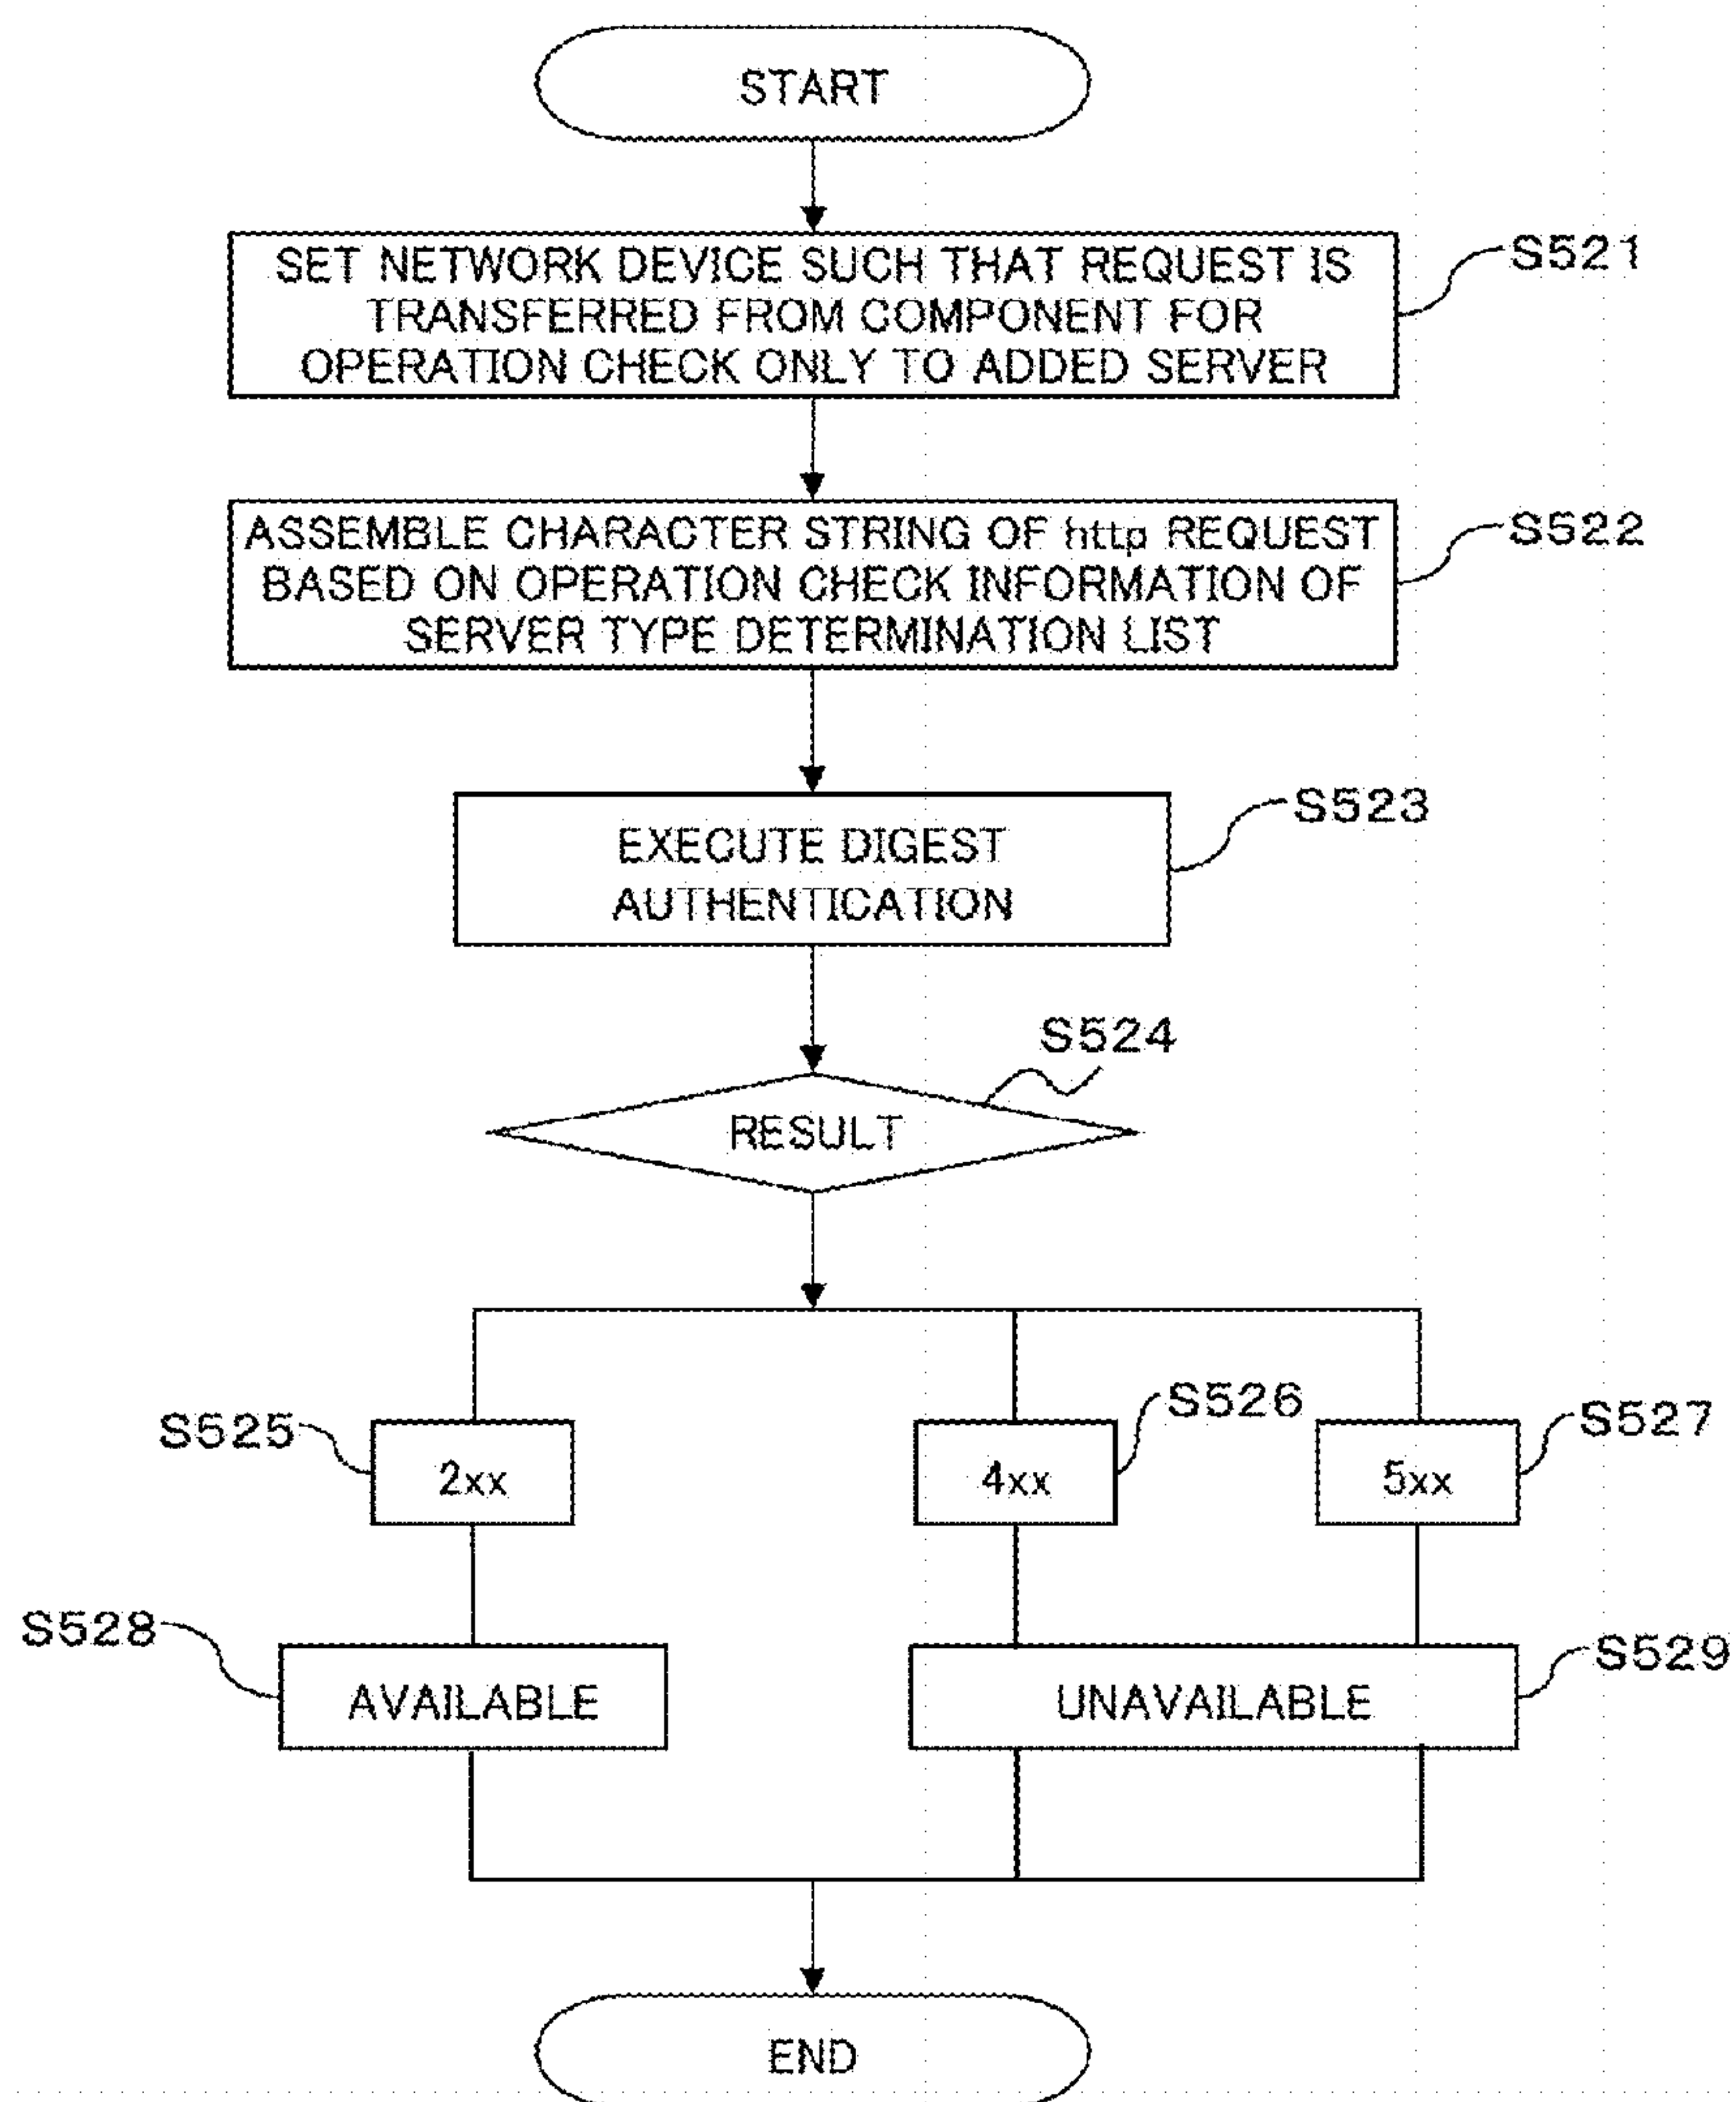 START
SET NETWORK DEVICE SUCH THAT REQUEST IS
TRANSFERRED FROM COMPONENT FOR
OPERATION CHECK ONLY TO ADDED SERVER
S521
ASSEMBLE CHARACTER STRING OF http REQUEST
BASED ON OPERATION CHECK INFORMATION OF
SERVER TYPE DETERMINATION LIST
S522
EXECUTE DIGEST
AUTHENTICATION
S523
S524
RESULT
S525
2xx
S526
4xx
S527
5xx
S528
AVAILABLE
UNAVAILABLE
S529
END